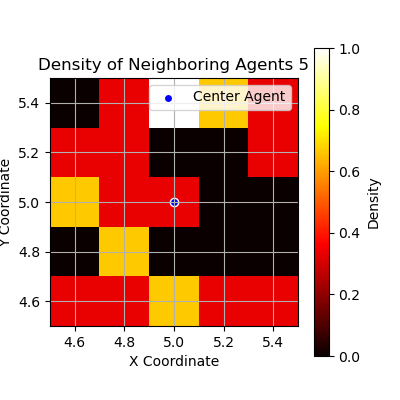 Density of Neighboring Agents 5
Center Agent
5.4
5.2
5.0
4.8
4.6
Y Coordinate
4.6 4.8 5.0 5.2 5.4
X Coordinate
1.0
0.8
0.6
0.4
0.2
0.0
Density